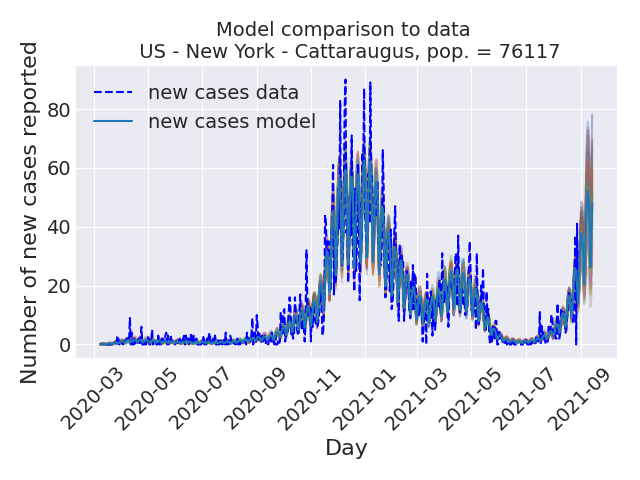 Model comparison to data
US - New York - Cattaraugus, pop. = 76117
Number of new cases reported
new cases data
new cases model
80
60
40
20
0
2020-03
2020-05
2020-07
2020-09
2020-11
2021-01
2021-03
2021-05
2021-07
2021-09
Day